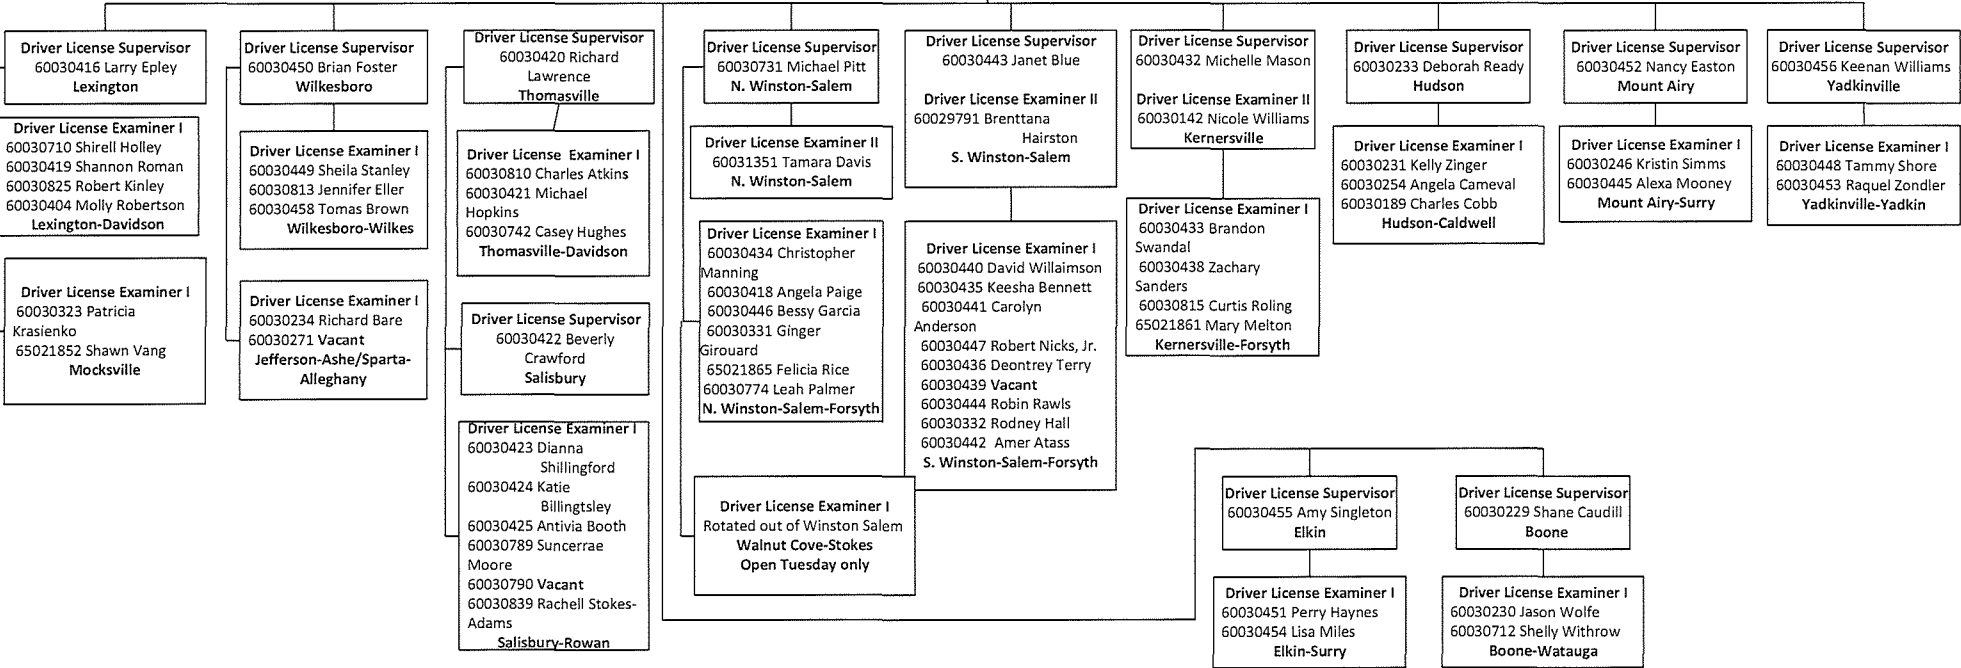 Driver License Supervisor
60030416 Larry Epley
Lexington
Driver License Examiner I
60030710 Shirell Holley
60030419 Shannon Roman
60030825 Robert Kinley
60030404 Molly Robertson
Lexington-Davidson
Driver License Examiner I
60030323 Patricia
Krasienko
65021852 Shawn Vang
Mocksville
Driver License Supervisor
60030450 Brian Foster
Wilkesboro
Driver License Examiner I
60030449 Sheila Stanley
60030813 Jennifer Eller
60030458 Tomas Brown
Wilkesboro-Wilkes
Driver License Examiner I
60030234 Richard Bare
60030271 Vacant
Jefferson-Ashe/Sparta-
Alleghany
Driver License Supervisor
60030420 Richard
Lawrence
Thomasville
Driver License Examiner I
60030810 Charles Atkins
60030421 Michael
Hopkins
60030742 Casey Hughes
Thomasville-Davidson
Driver License Supervisor
60030422 Beverly
Crawford
Salisbury
Driver License Examiner I
60030423 Dianna
Shillingford
60030424 Katie
Billingtsley
60030425 Antivia Booth
60030789 Suncerrae
Moore
60030790 Vacant
60030839 Rachell Stokes-
Adams
Salisbury-Rowan
Driver License Supervisor
60030731 Michael Pitt
N. Winston-Salem
Driver License Examiner II
60031351 Tamara Davis
N. Winston-Salem
Driver License Examiner I
60030434 Christopher
Manning
60030418 Angela Paige
60030446 Bessy Garcia
60030331 Ginger
Girouard
65021865 Felicia Rice
60030774 Leah Palmer
N. Winston-Salem-Forsyth
Driver License Examiner I
Rotated out of Winston Salem
Walnut Cove-Stokes
Open Tuesday only
Driver License Supervisor
60030443 Janet Blue
Driver License Examiner II
60029791 Brenttana
Hairston
S. Winston-Salem
Driver License Examiner I
60030440 David Willaimson
60030435 Keesha Bennett
60030441 Carolyn
Anderson
60030447 Robert Nicks, Jr.
60030436 Deontrey Terry
60030439 Vacant
60030444 Robin Rawls
60030332 Rodney Hall
60030442 Amer Atass
S. Winston-Salem-Forsyth
Driver License Supervisor
60030432 Michelle Mason
Driver License Examiner II
60030142 Nicole Williams
Kernersville
Driver License Examiner I
60030433 Brandon
Swandal
60030438 Zachary
Sanders
60030815 Curtis Roling
65021861 Mary Melton
Kernersville-Forsyth
Driver License Supervisor
60030233 Deborah Ready
Hudson
Driver License Examiner I
60030231 Kelly Zinger
60030254 Angela Cameval
60030189 Charles Cobb
Hudson-Caldwell
Driver License Supervisor
60030452 Nancy Easton
Mount Airy
Driver License Examiner I
60030246 Kristin Simms
60030445 Alexa Mooney
Mount Airy-Surry
Driver License Supervisor
60030456 Keenan Williams
Yadkinville
Driver License Examiner I
60030448 Tammy Shore
60030453 Raquel Zondler
Yadkinville-Yadkin
Driver License Supervisor
60030455 Amy Singleton
Elkin
Driver License Examiner I
60030451 Perry Haynes
60030454 Lisa Miles
Elkin-Surry
Driver License Supervisor
60030229 Shane Caudill
Boone
Driver License Examiner I
60030230 Jason Wolfe
60030712 Shelly Withrow
Boone-Watauga